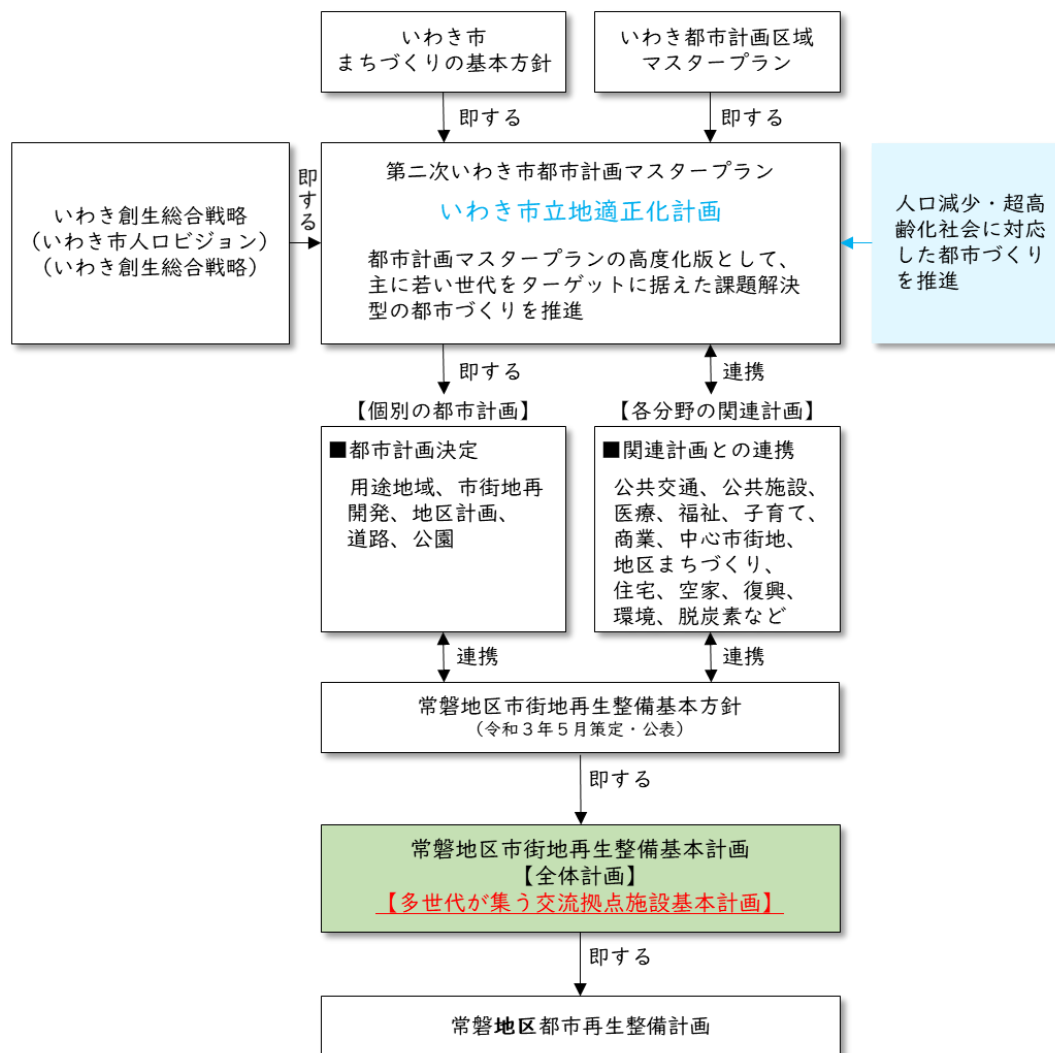 いわき市
まちづくりの基本方針
いわき都市計画区域
マスタープラン
即する
即する
いわき創生総合戦略
(いわき市人口ビジョン)
(いわき創生総合戦略)
即する
第二次いわき市都市計画マスタープラン
いわき市立地適正化計画
都市計画マスタープランの高度化版として、
主に若い世代をターゲットに据えた課題解決
型の都市づくりを推進
人口減少・超高
齢化社会に対応
した都市づくり
を推進
即する
連携
【個別の都市計画】
■都市計画決定
用途地域、市街地再
開発、地区計画、
道路、公園
【各分野の関連計画】
■関連計画との連携
公共交通、公共施設、
医療、福祉、子育て、
商業、中心市街地、
地区まちづくり、
住宅、空家、復興、
環境、脱炭素など
連携
連携
常磐地区市街地再生整備基本方針
(令和3年5月策定・公表)
即する
常磐地区市街地再生整備基本計画
【全体計画】
【多世代が集う交流拠点施設基本計画】
即する
常磐地区都市再生整備計画